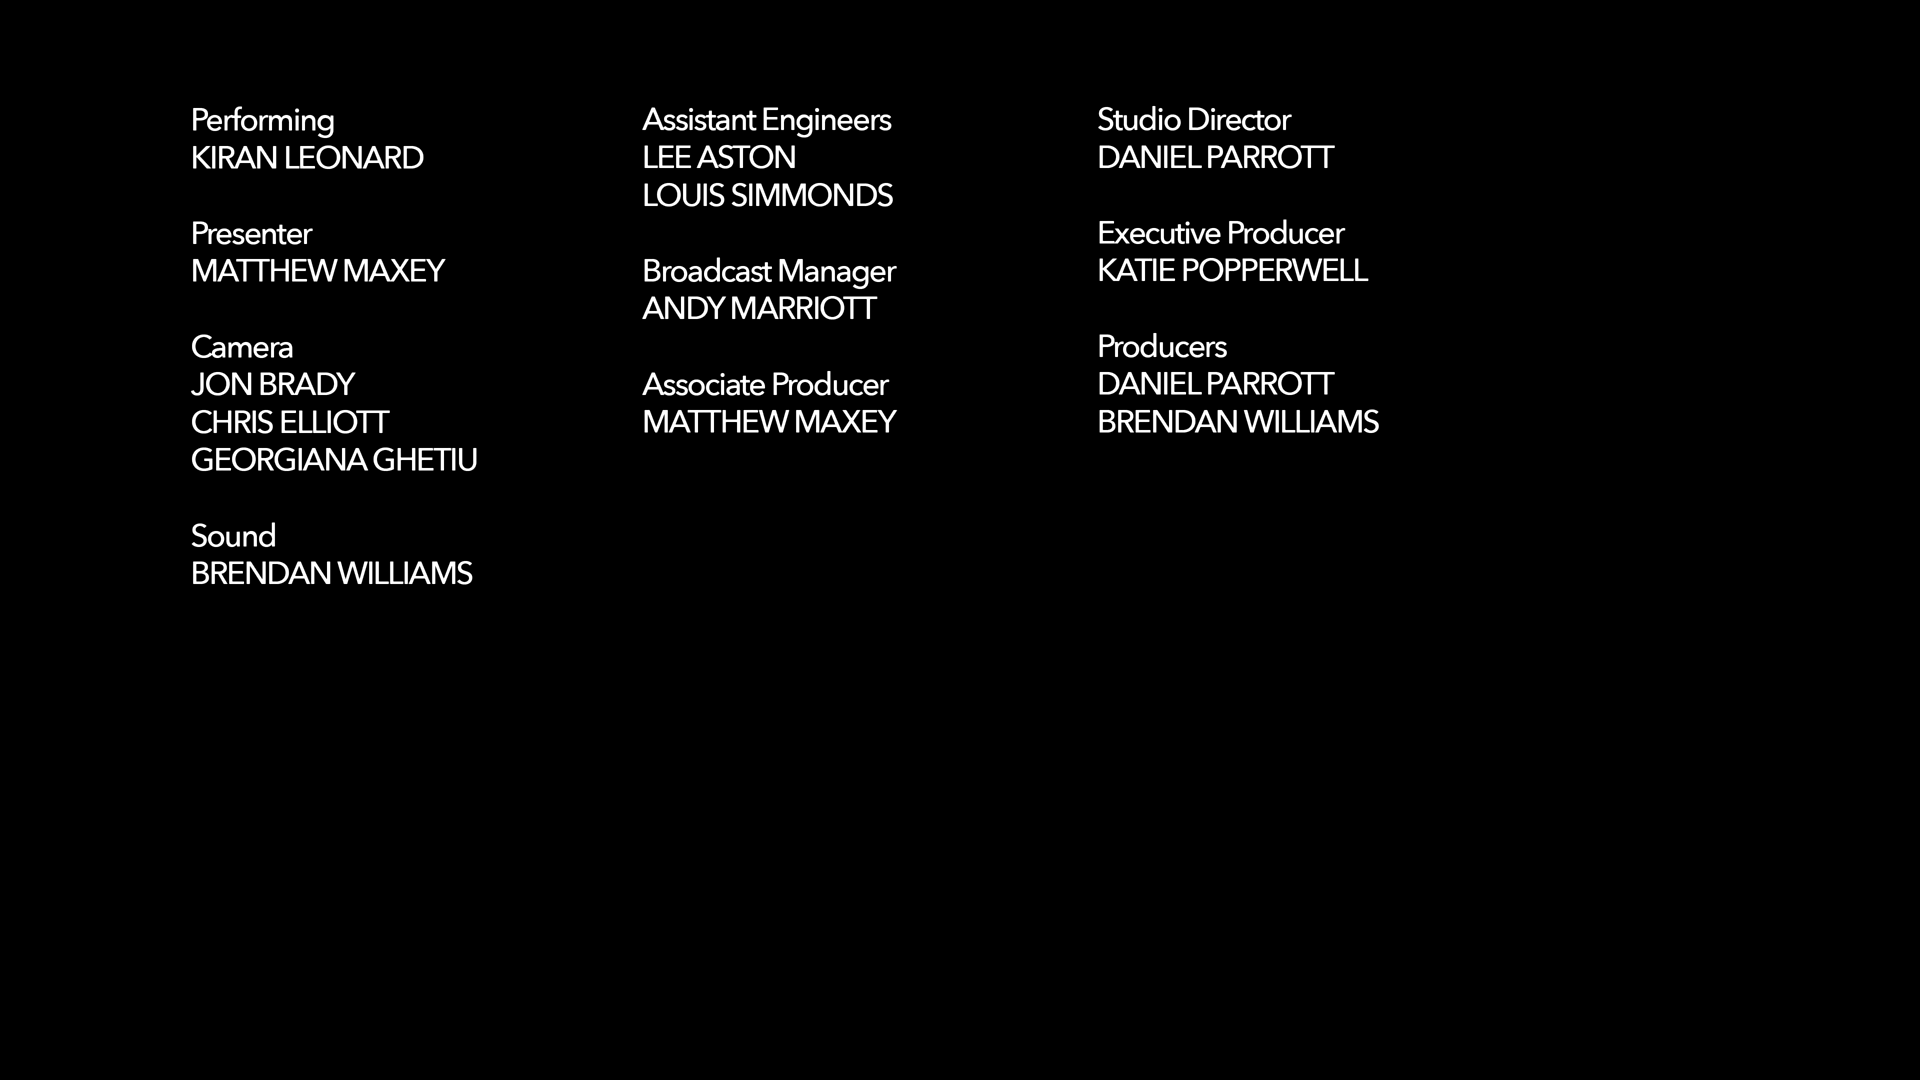 Performing
KIRAN LEONARD
Presenter
MATTHEW MAXEY
Camera
JON BRADY
CHRIS ELLIOTT
GEORGIANA GHETIU
Sound
BRENDAN WILLIAMS
Assistant Engineers
LEE ASTON
LOUIS SIMMONDS
Broadcast Manager
ANDY MARRIOTT
Associate Producer
MATTHEW MAXEY
Studio Director
DANIEL PARROTT
Executive Producer
KATIE POPPERWELL
Producers
DANIEL PARROTT
BRENDAN WILLIAMS